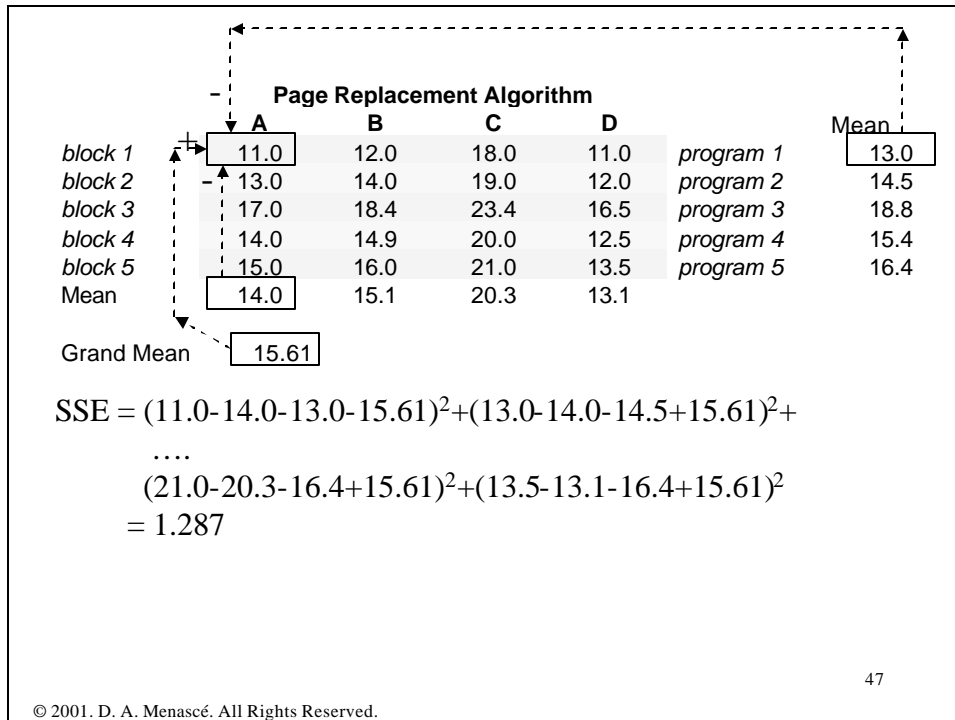 Page Replacement Algorithm
A B C D Mean
block 1 11.0 12.0 18.0 11.0 program 1 13.0
block 2 13.0 14.0 19.0 12.0 program 2 14.5
block 3 17.0 18.4 23.4 16.5 program 3 18.8
block 4 14.0 14.9 20.0 12.5 program 4 15.4
block 5 15.0 16.0 21.0 13.5 program 5 16.4
Mean 14.0 15.1 20.3 13.1
Grand Mean 15.61
SSE = (11.0-14.0-13.0-15.61)²+(13.0-14.0-14.5+15.61)²+
….
(21.0-20.3-16.4+15.61)²+(13.5-13.1-16.4+15.61)²
= 1.287
47
© 2001. D. A. Menascé. All Rights Reserved.